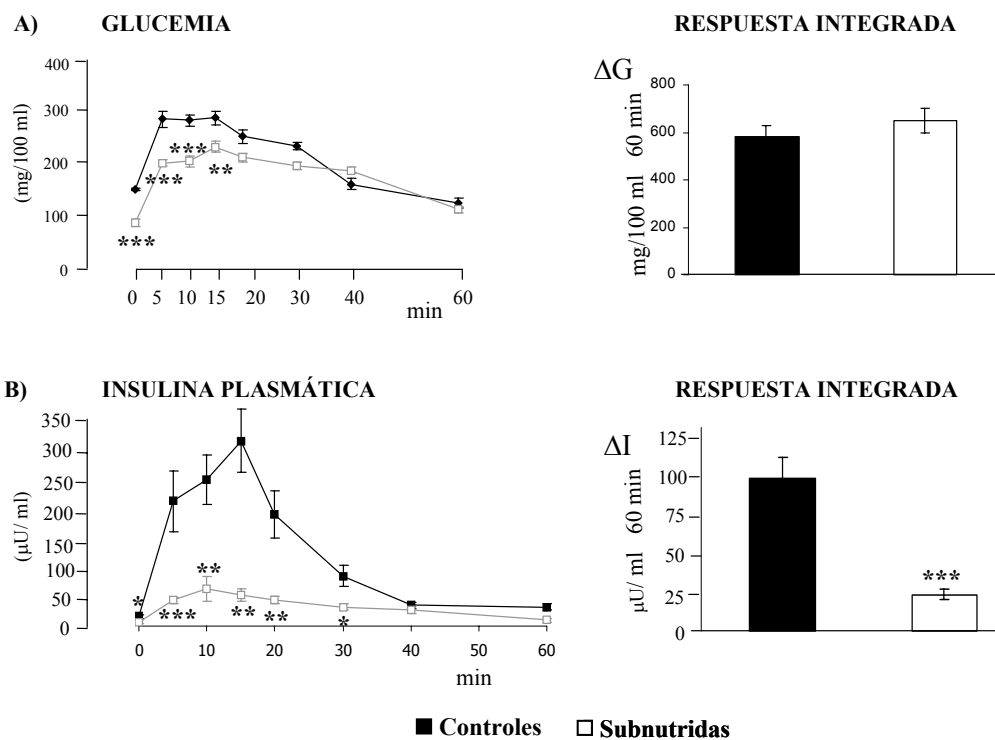 A) GLUCEMIA
RESPUESTA INTEGRADA
(mg/100 ml)
400
300
200
100
0
***
***
***
**
0 5 10 15 20 30 40 60
min
ΔG
mg/100 ml 60 min
800
600
400
200
0
B) INSULINA PLASMÁTICA
RESPUESTA INTEGRADA
(µU/ ml)
350
300
250
200
150
100
50
0
*
***
**
**
**
*
0 10 20 30 40 60
min
ΔI
µU/ ml 60 min
125
100
75
50
25
0
***
Controles Subnutridas